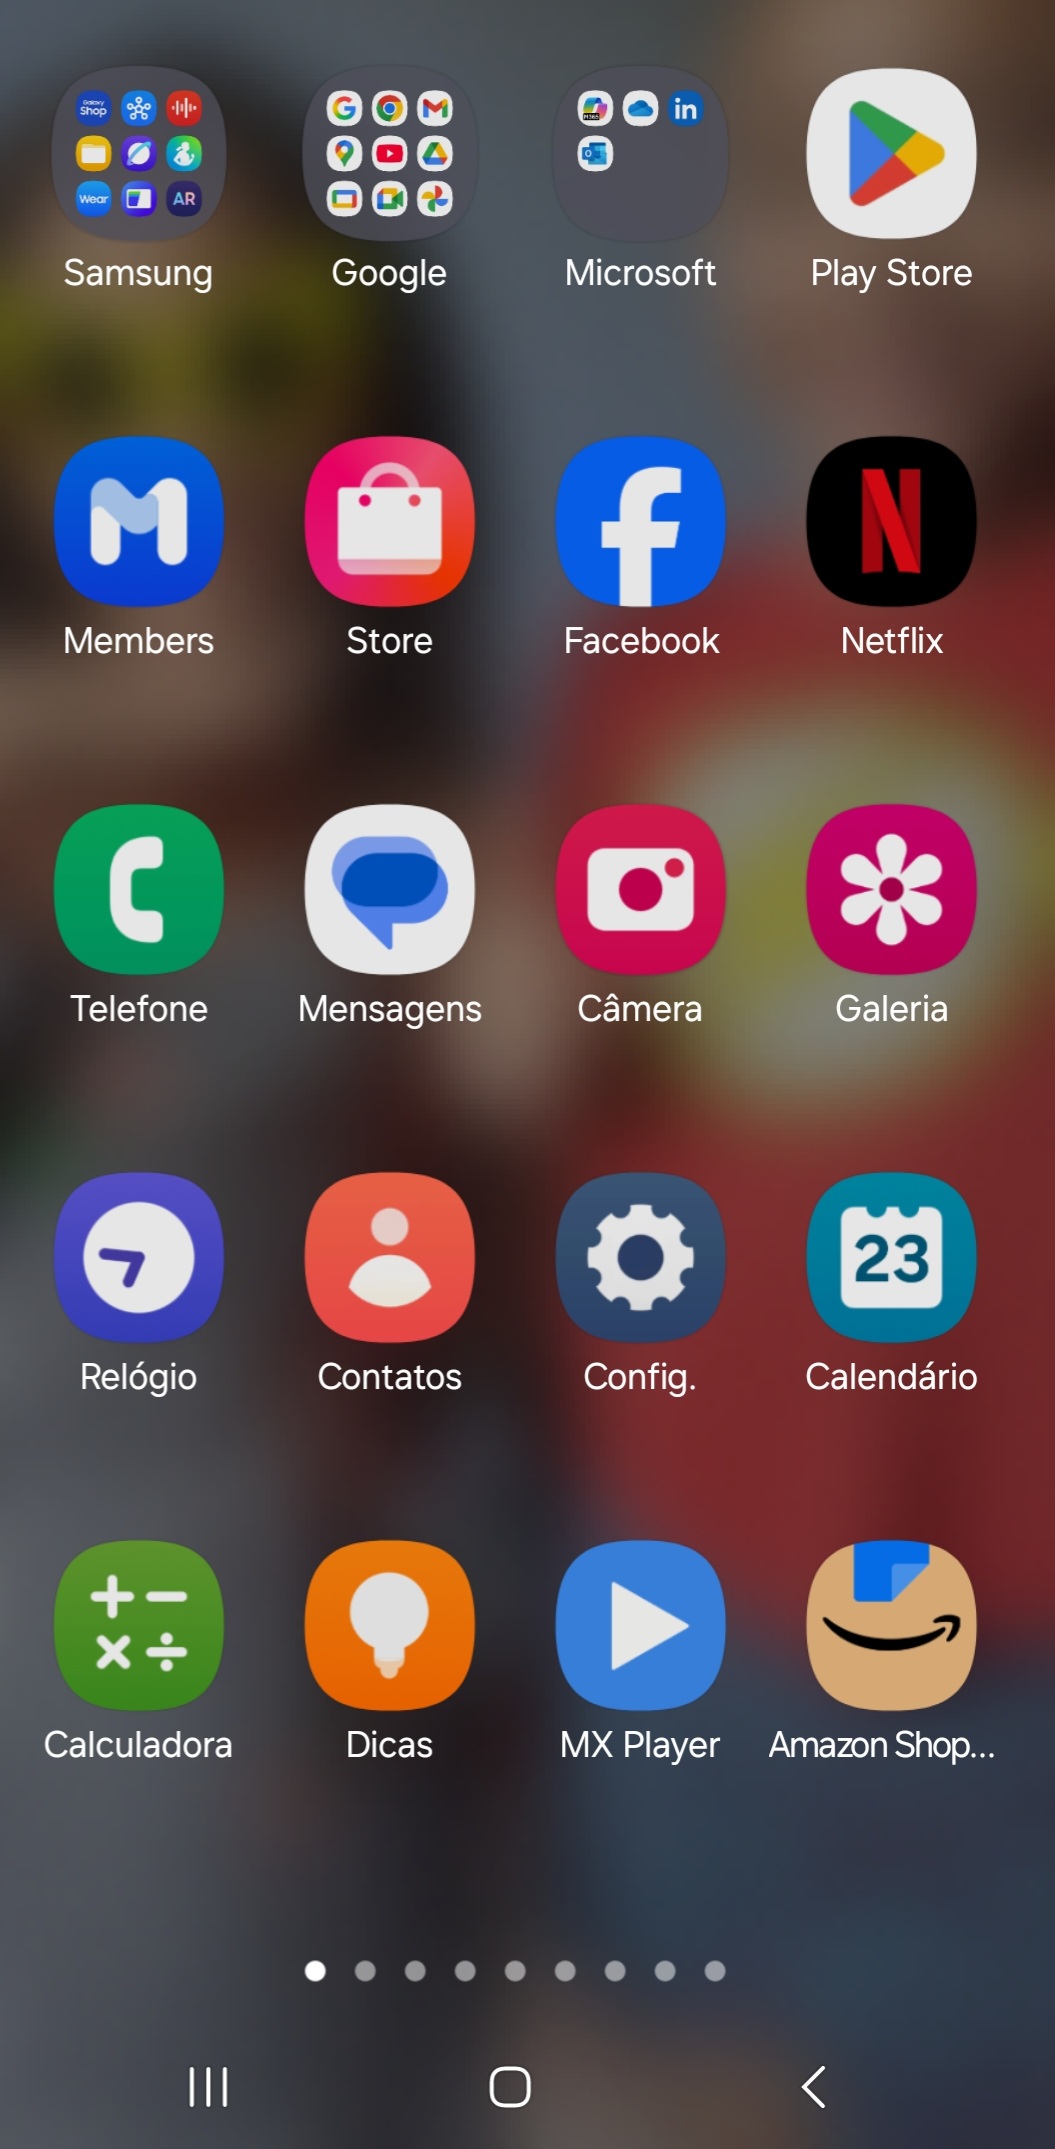 Galaxy
Shop
Wear
AR
M365
Samsung
Google
Microsoft
Play Store
Members
Store
Facebook
Netflix
Telefone
Mensagens
Câmera
Galeria
23
Relógio
Contatos
Config.
Calendário
Calculadora
Dicas
MX Player
Amazon Shop...